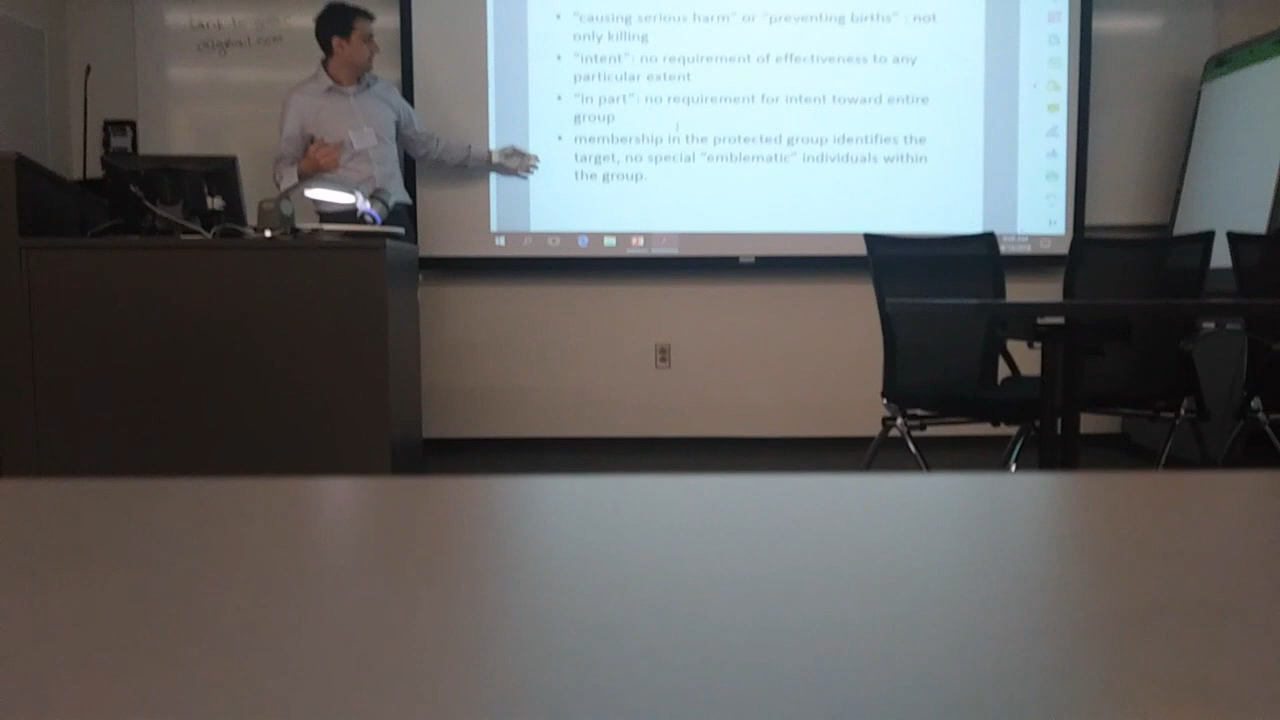 • "causing serious harm" or "preventing births" : not
only killing
• "intent": no requirement of effectiveness to any
particular extent
• "in part": no requirement for intent toward entire
group
• membership in the protected group identifies the
target, no special "emblematic" individuals within
the group.